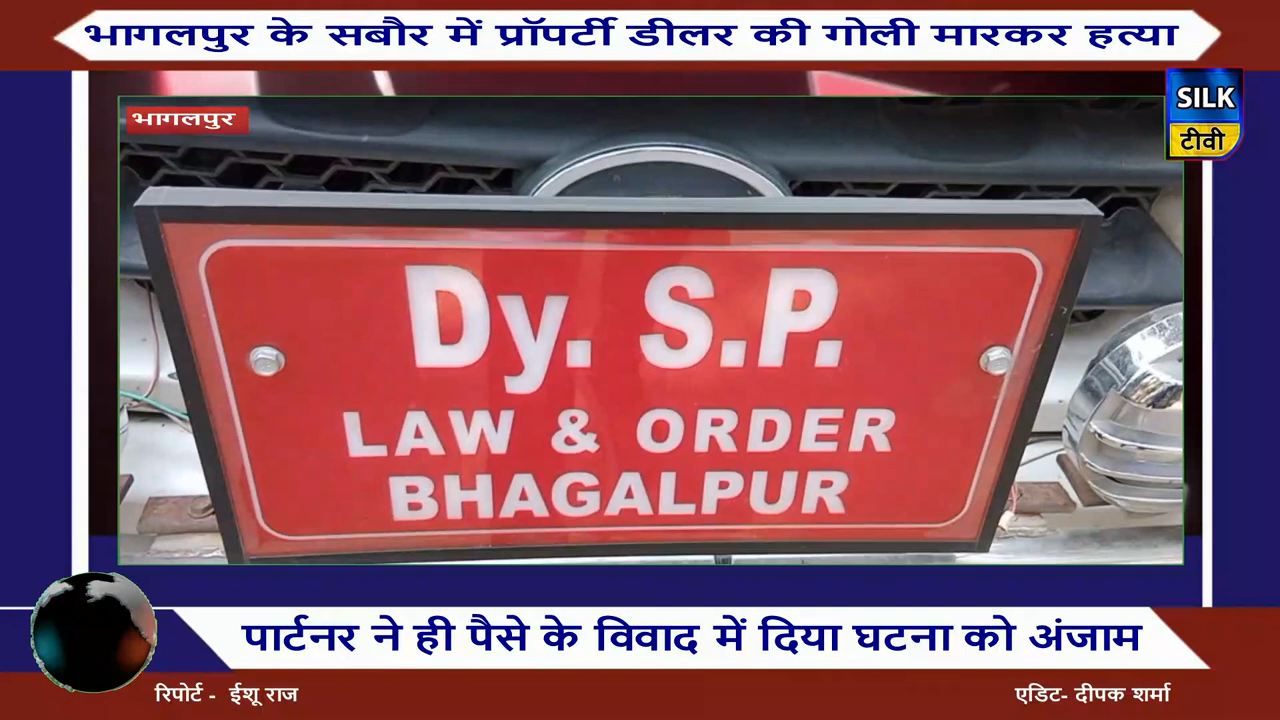 भागलपुर के सबौर में प्रॉपर्टी डीलर की गोली मारकर हत्या
SILK
टीवी
भागलपुर
Dy. S.P.
LAW & ORDER
BHAGALPUR
पार्टनर ने ही पैसे के विवाद में दिया घटना को अंजाम
रिपोर्ट - ईशू राज
एडिट- दीपक शर्मा